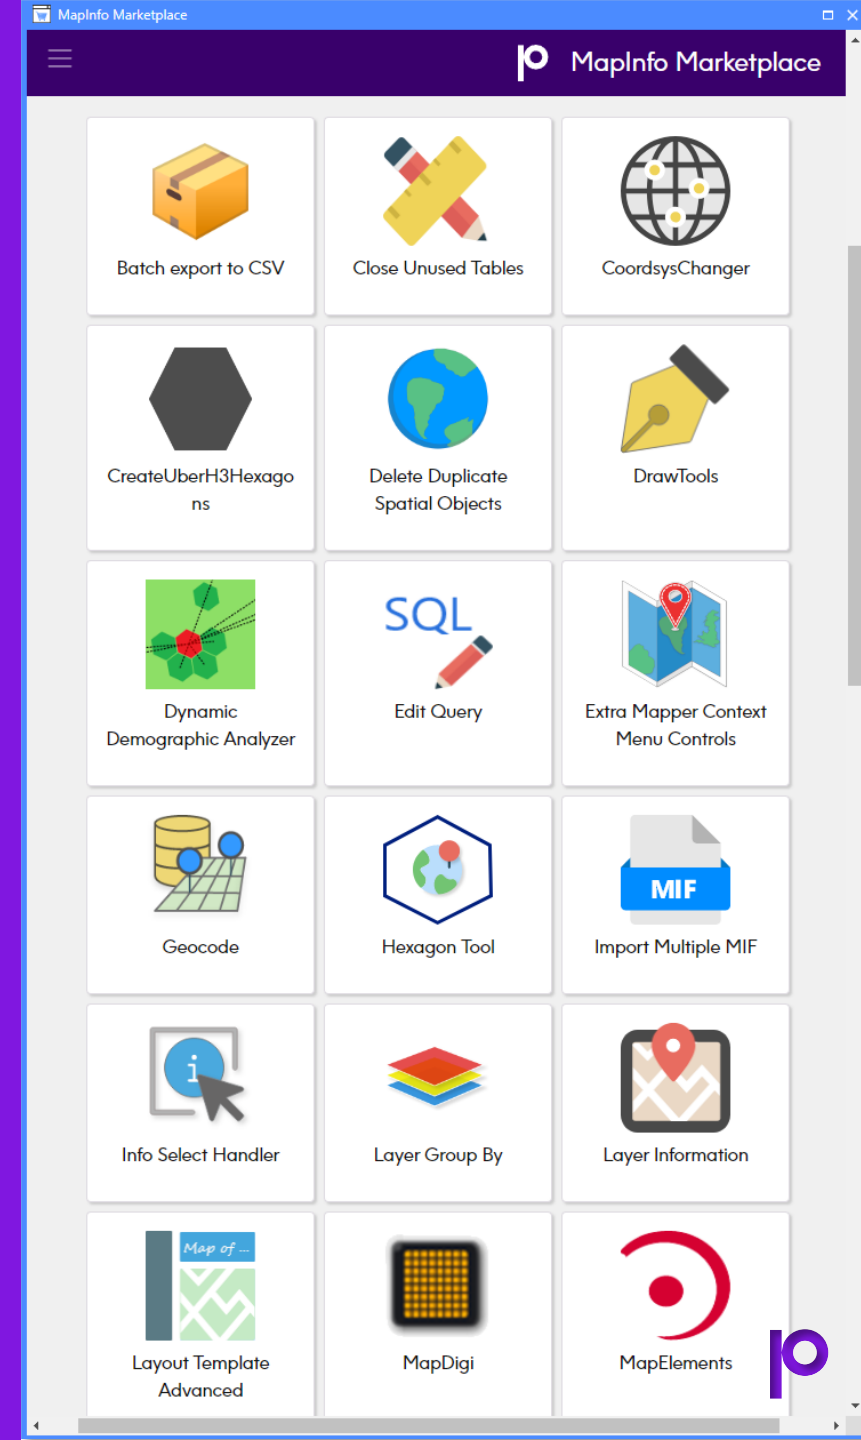 MapInfo Marketplace
MapInfo Marketplace
Batch export to CSV
Close Unused Tables
CoordsysChanger
CreateUberH3Hexago
ns
Delete Duplicate
Spatial Objects
DrawTools
Dynamic
Demographic Analyzer
SQL
Edit Query
Extra Mapper Context
Menu Controls
Geocode
Hexagon Tool
MIF
Import Multiple MIF
i
Info Select Handler
Layer Group By
Layer Information
Map of ...
Layout Template
Advanced
MapDigi
MapElements